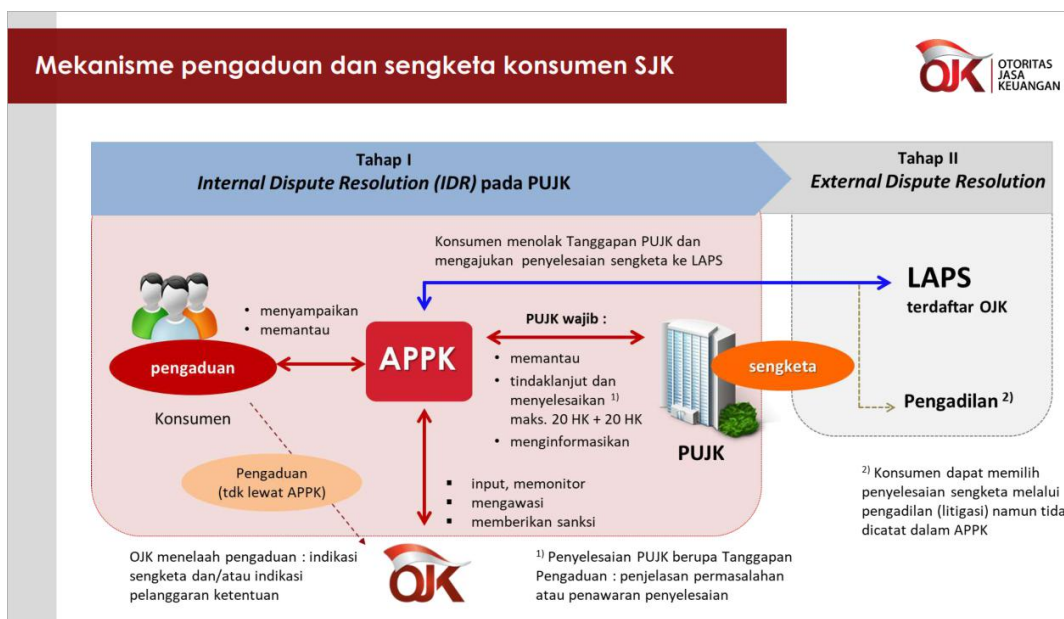 Mekanisme pengaduan dan sengketa konsumen SJK
OJK
OTORITAS
JASA
KEUANGAN
Tahap I
Internal Dispute Resolution (IDR) pada PUJK
Tahap II
External Dispute Resolution
Konsumen menolak Tanggapan PUJK dan
mengajukan penyelesaian sengketa ke LAPS
• menyampaikan
• memantau
pengaduan
Konsumen
APPK
PUJK wajib :
• memantau
• tindaklanjut dan
menyelesaikan 1)
maks. 20 HK + 20 HK
• menginformasikan
PUJK
sengketa
LAPS
terdaftar OJK
Pengadilan 2)
Pengaduan
(tdk lewat APPK)
▪ input, memonitor
▪ mengawasi
▪ memberikan sanksi
OJK menelaah pengaduan : indikasi
sengketa dan/atau indikasi
pelanggaran ketentuan
OJK
1) Penyelesaian PUJK berupa Tanggapan
Pengaduan : penjelasan permasalahan
atau penawaran penyelesaian
2) Konsumen dapat memilih
penyelesaian sengketa melalui
pengadilan (litigasi) namun tida
dicatat dalam APPK